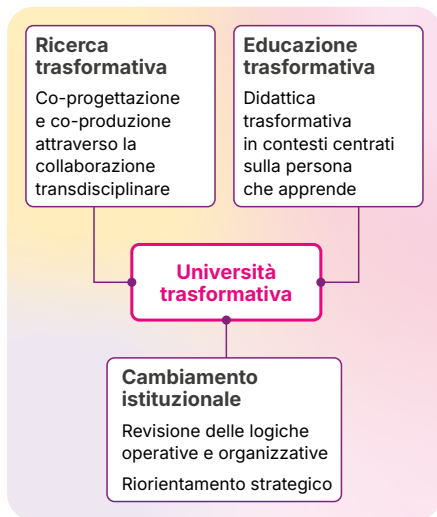 Ricerca
trasformativa
Co-progettazione
e co-produzione
attraverso la
collaborazione
transdisciplinare
Educazione
trasformativa
Didattica
trasformativa
in contesti centrati
sulla persona
che apprende
Università
trasformativa
Cambiamento
istituzionale
Revisione delle logiche
operative e organizzative
Riorientamento strategico